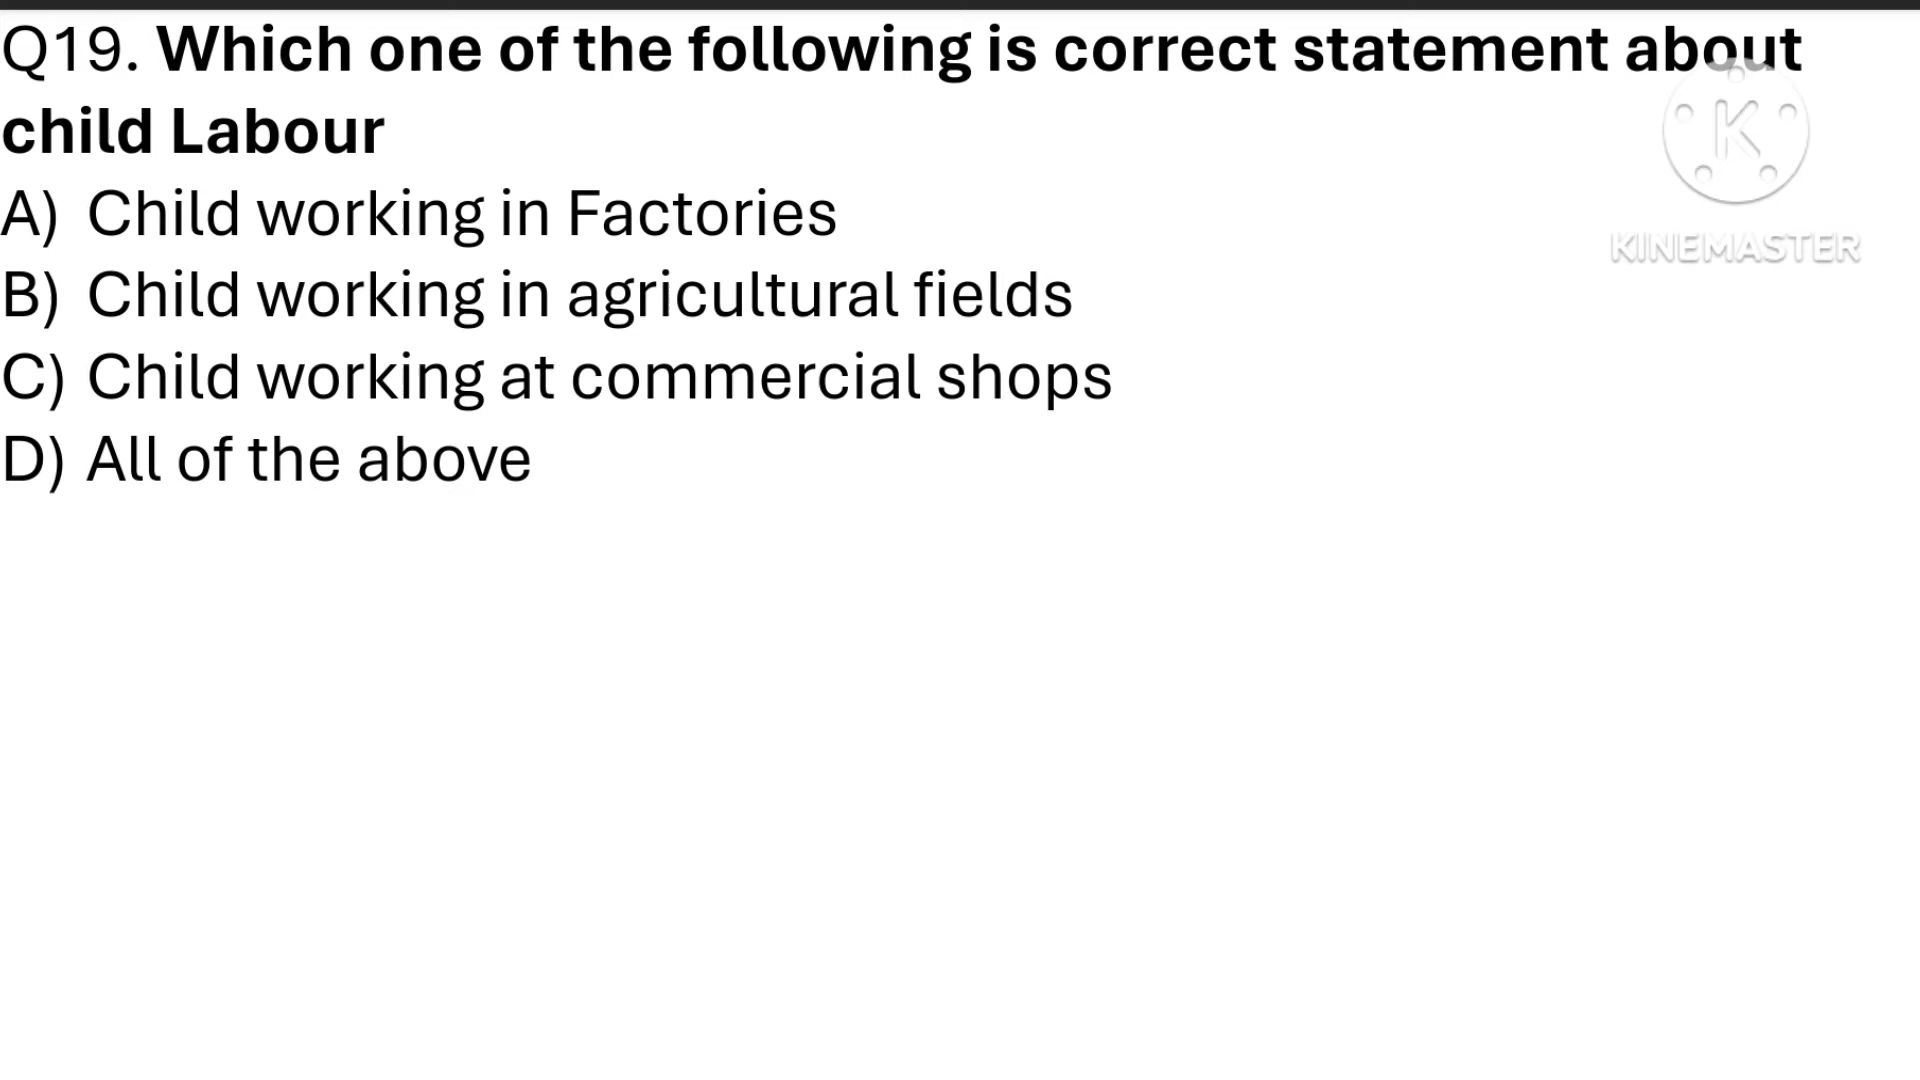 Q19. Which one of the following is correct statement about
child Labour
A) Child working in Factories
B) Child working in agricultural fields
C) Child working at commercial shops
D) All of the above
K
KINEMASTER